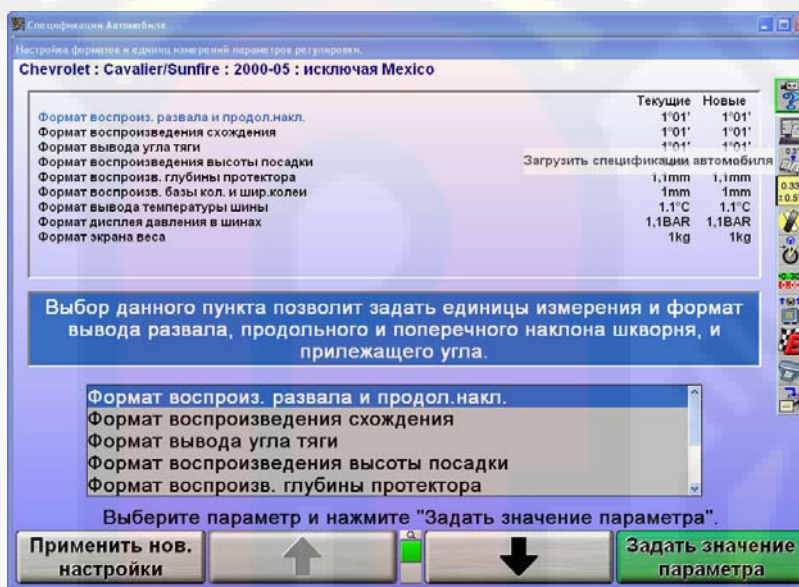 Спецификации Автомобиля
Настройка форматов и единиц измерений параметров регулировки.
Chevrolet : Cavalier/Sunfire : 2000-05 : исключая Mexico
Текущие Новые
Формат воспроиз. развала и продол.накл. 1°01' 1°01'
Формат воспроизведения схождения 1°01' 1°01'
Формат вывода угла тяги 1°01' 1°01'
Формат воспроизведения высоты посадки
Загрузить спецификации автомобиля
Формат воспроизв. глубины протектора 1,1mm 1,1mm
Формат воспроизв. базы кол. и шир.колеи 1mm 1mm
Формат вывода температуры шины 1.1°C 1.1°C
Формат дисплея давления в шинах 1,1BAR 1,1BAR
Формат экрана веса 1kg 1kg
Выбор данного пункта позволит задать единицы измерения и формат
вывода развала, продольного и поперечного наклона шкворня, и
прилежащего угла.
Формат воспроиз. развала и продол.накл.
Формат воспроизведения схождения
Формат вывода угла тяги
Формат воспроизведения высоты посадки
Формат воспроизв. глубины протектора
Выберите параметр и нажмите "Задать значение параметра".
Применить нов.
настройки
Задать значение
параметра